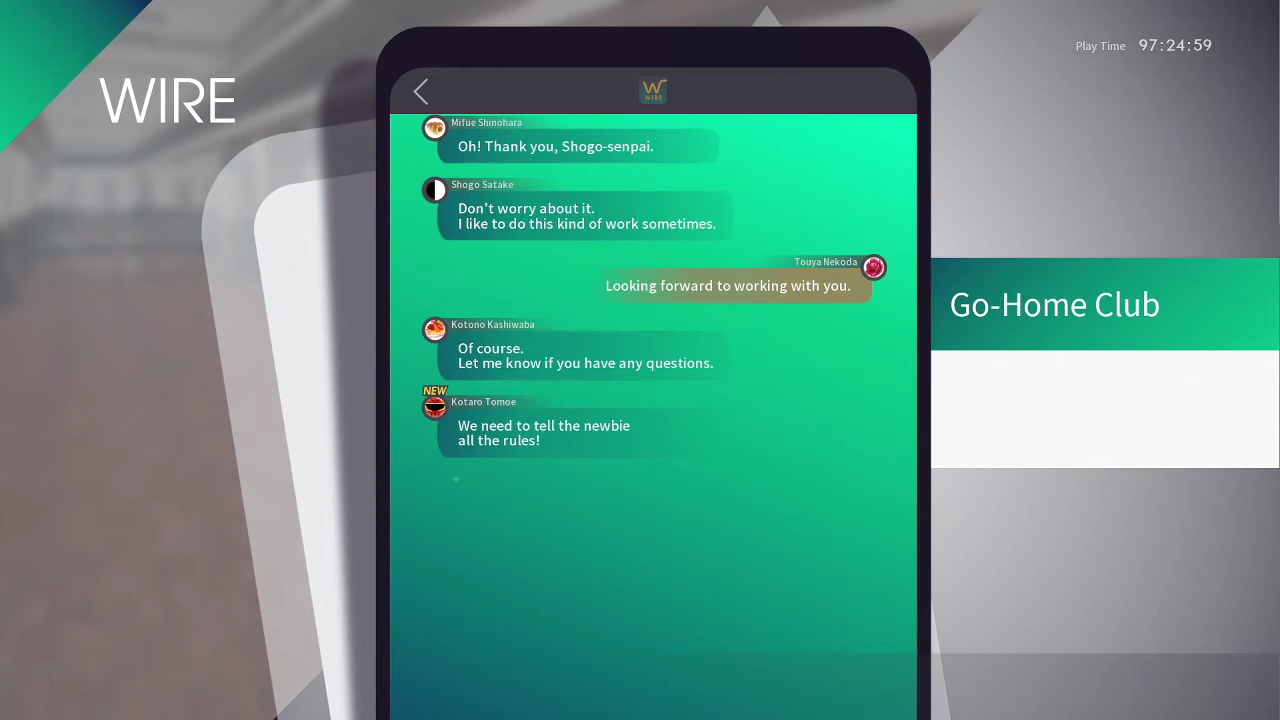 Play Time 97:24:59
WIRE
WIRE
Mifue Shinohara
Oh! Thank you, Shogo-senpai.
Shogo Satake
Don't worry about it.
I like to do this kind of work sometimes.
Touya Nekoda
Looking forward to working with you.
Go-Home Club
Kotono Kashiwaba
Of course.
Let me know if you have any questions.
NEW
Kotaro Tomoe
We need to tell the newbie
all the rules!